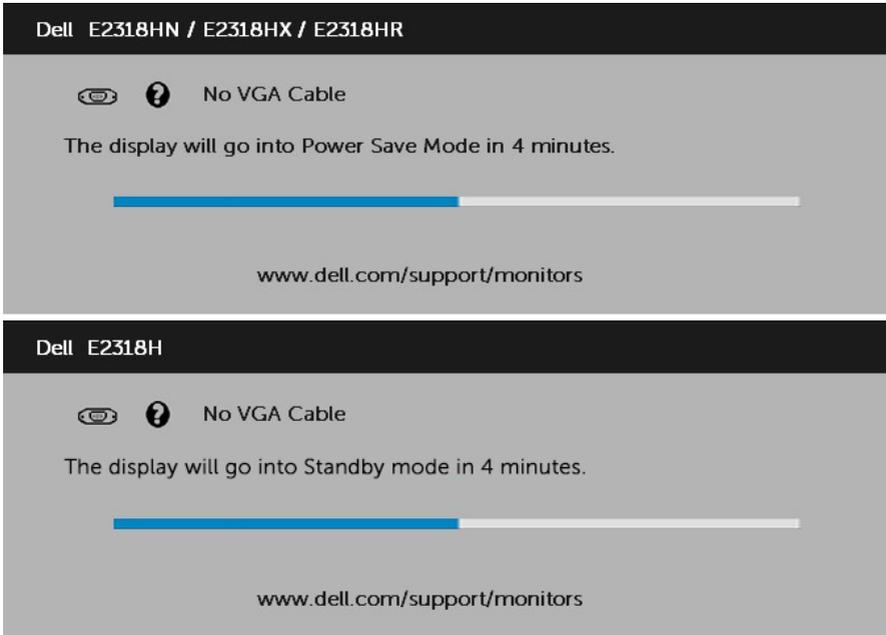 Dell E2318HN / E2318HX / E2318HR
No VGA Cable
The display will go into Power Save Mode in 4 minutes.
www.dell.com/support/monitors
Dell E2318H
No VGA Cable
The display will go into Standby mode in 4 minutes.
www.dell.com/support/monitors